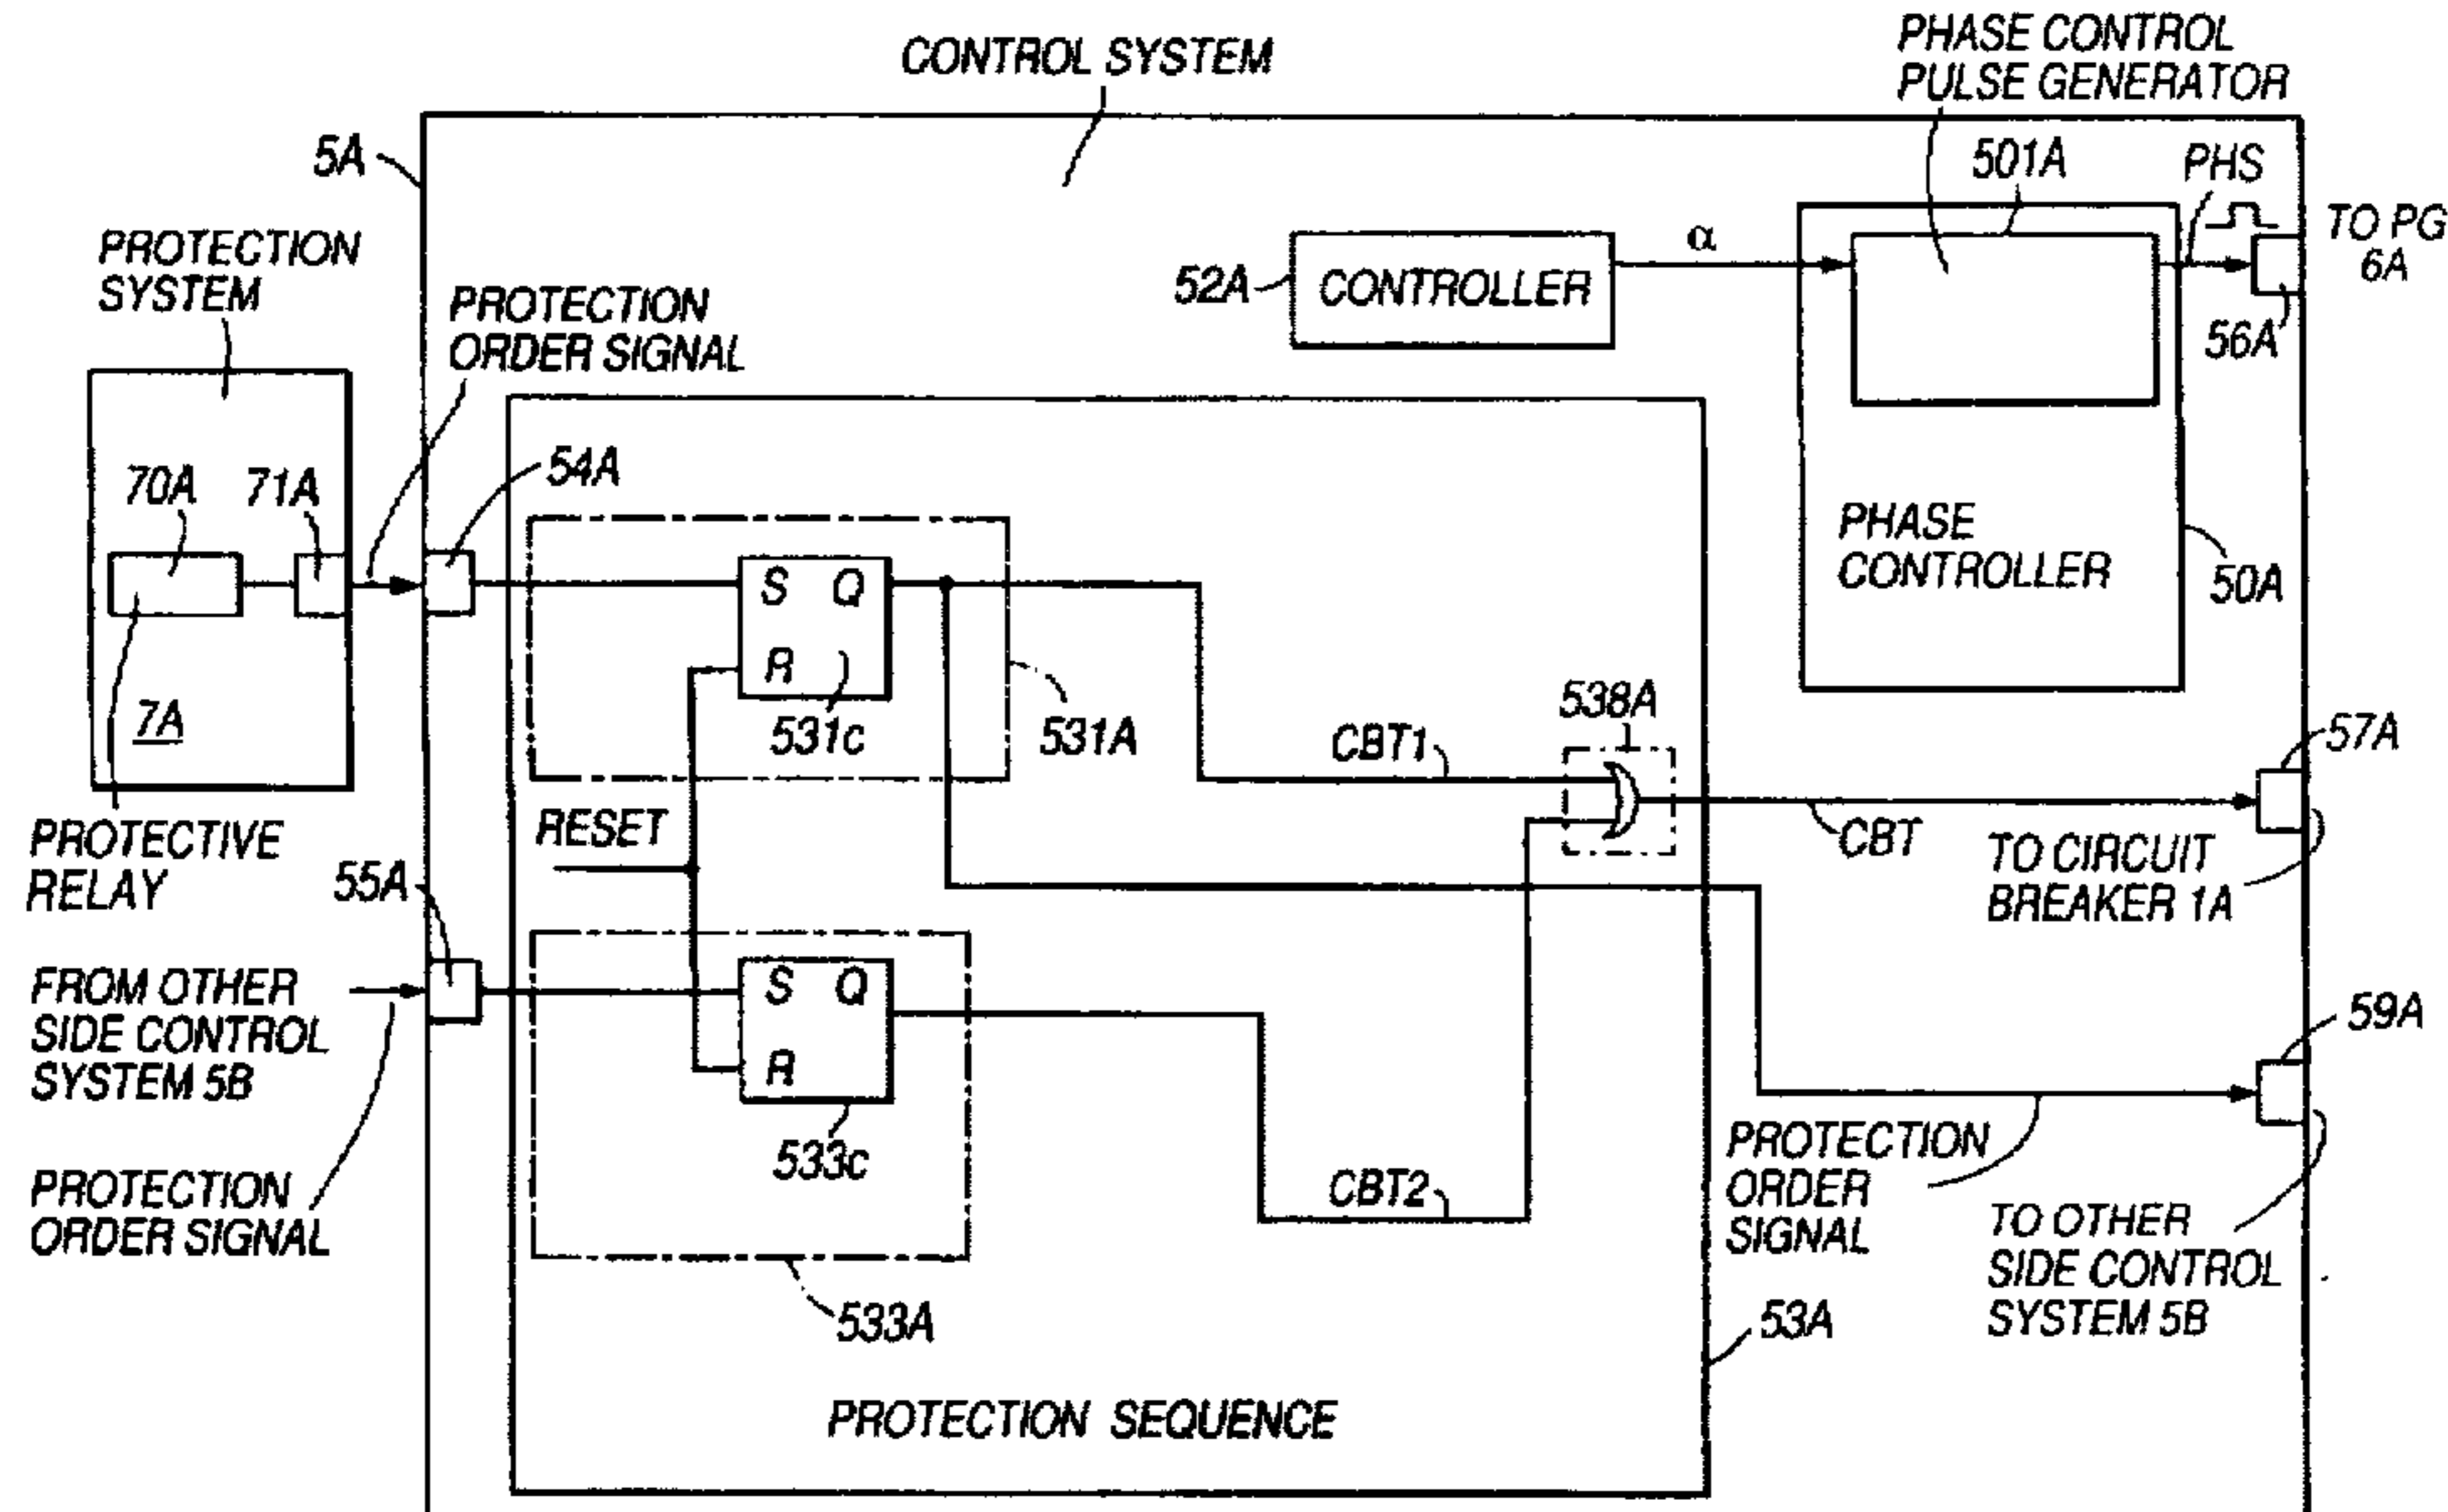 CONTROL SYSTEM
PHASE CONTROL
PULSE GENERATOR
5A
501A
PHS
TO PG
6A
PROTECTION
SYSTEM
α
52A
CONTROLLER
56A
PROTECTION
ORDER SIGNAL
54A
70A
71A
PHASE
CONTROLLER
50A
S
Q
R
531c
531A
7A
538A
57A
CBT1
PROTECTIVE
RELAY
RESET
CBT
TO CIRCUIT
BREAKER 1A
55A
FROM OTHER
SIDE CONTROL
SYSTEM 5B
S
Q
R
533c
59A
PROTECTION
ORDER SIGNAL
CBT2
PROTECTION
ORDER
SIGNAL
TO OTHER
SIDE CONTROL
SYSTEM 5B
533A
53A
PROTECTION SEQUENCE